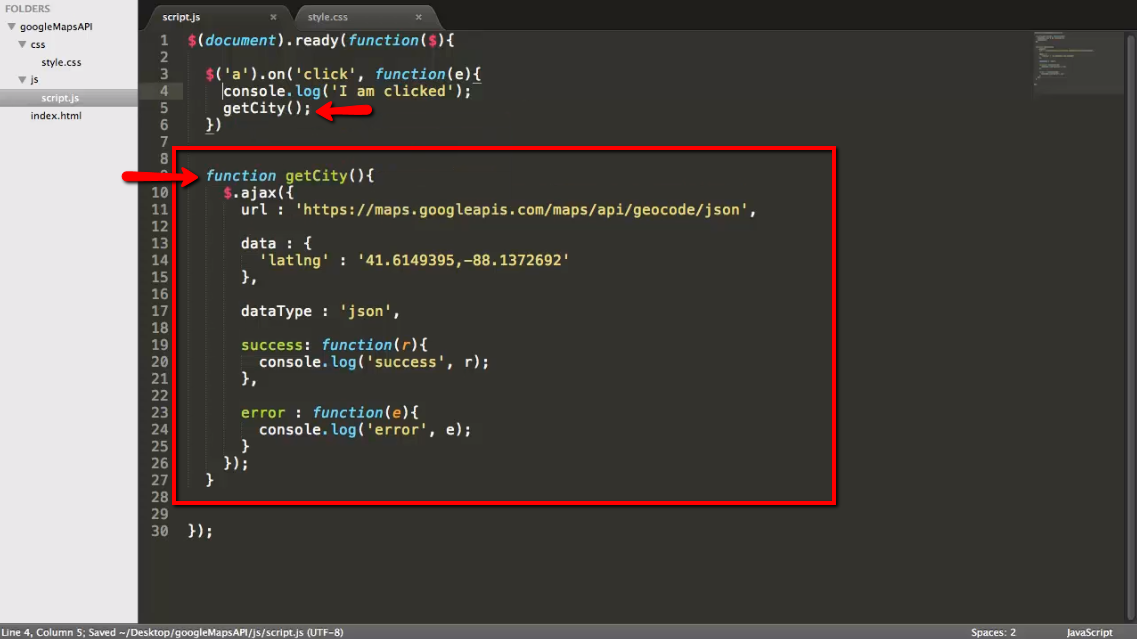 FOLDERS
googleMapsAPI
css
style.css
js
script.js
index.html
script.js × style.css ×
1 $(document).ready(function($){
2
3 $('a').on('click', function(e){
4 console.log('I am clicked');
5 getCity();
6 })
7
8
9 function getCity(){
10 $.ajax({
11 url : 'https://maps.googleapis.com/maps/api/geocode/json',
12
13 data : {
14 'latlng' : '41.6149395,-88.1372692'
15 },
16
17 dataType : 'json',
18
19 success: function(r){
20 console.log('success', r);
21 },
22
23 error : function(e){
24 console.log('error', e);
25 }
26 });
27 }
28
29
30 });
Line 4, Column 5; Saved ~/Desktop/googleMapsAPI/js/script.js (UTF-8) Spaces: 2 JavaScript